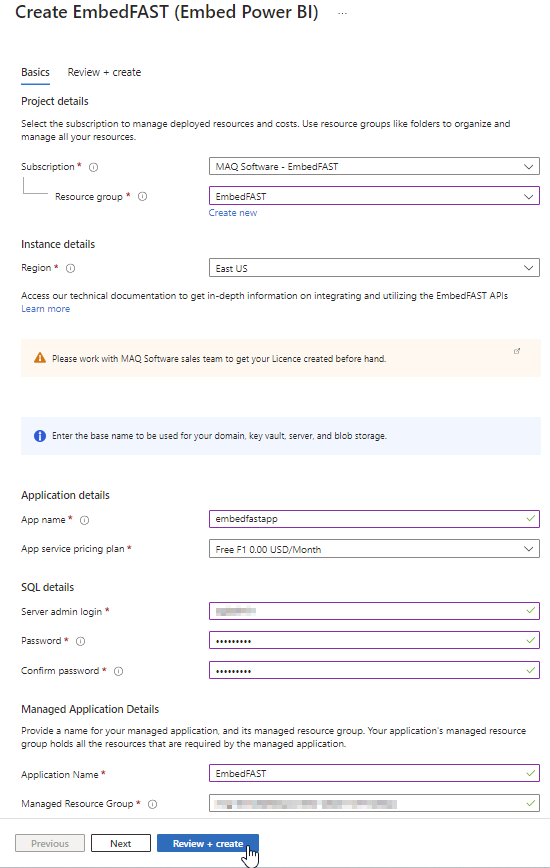 Create EmbedFAST (Embed Power BI) ...
Basics Review + create
Project details
Select the subscription to manage deployed resources and costs. Use resource groups like folders to organize and
manage all your resources.
Subscription * MAQ Software - EmbedFAST
Resource group * EmbedFAST
Create new
Instance details
Region * East US
Access our technical documentation to get in-depth information on integrating and utilizing the EmbedFAST APIs
Learn more
Please work with MAQ Software sales team to get your Licence created before hand.
Enter the base name to be used for your domain, key vault, server, and blob storage.
Application details
App name * embedfastapp
App service pricing plan * Free F1 0.00 USD/Month
SQL details
Server admin login *
Password * •••••••••
Confirm password * •••••••••
Managed Application Details
Provide a name for your managed application, and its managed resource group. Your application's managed resource
group holds all the resources that are required by the managed application.
Application Name * EmbedFAST
Managed Resource Group *
Previous Next Review + create